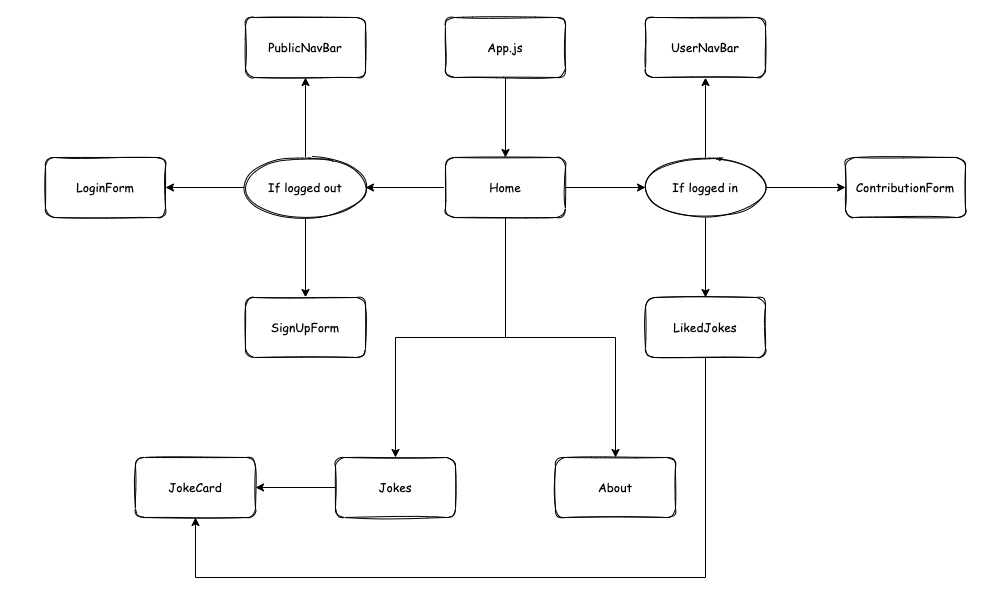 PublicNavBar
App.js
UserNavBar
LoginForm
If logged out
Home
If logged in
ContributionForm
SignUpForm
LikedJokes
JokeCard
Jokes
About